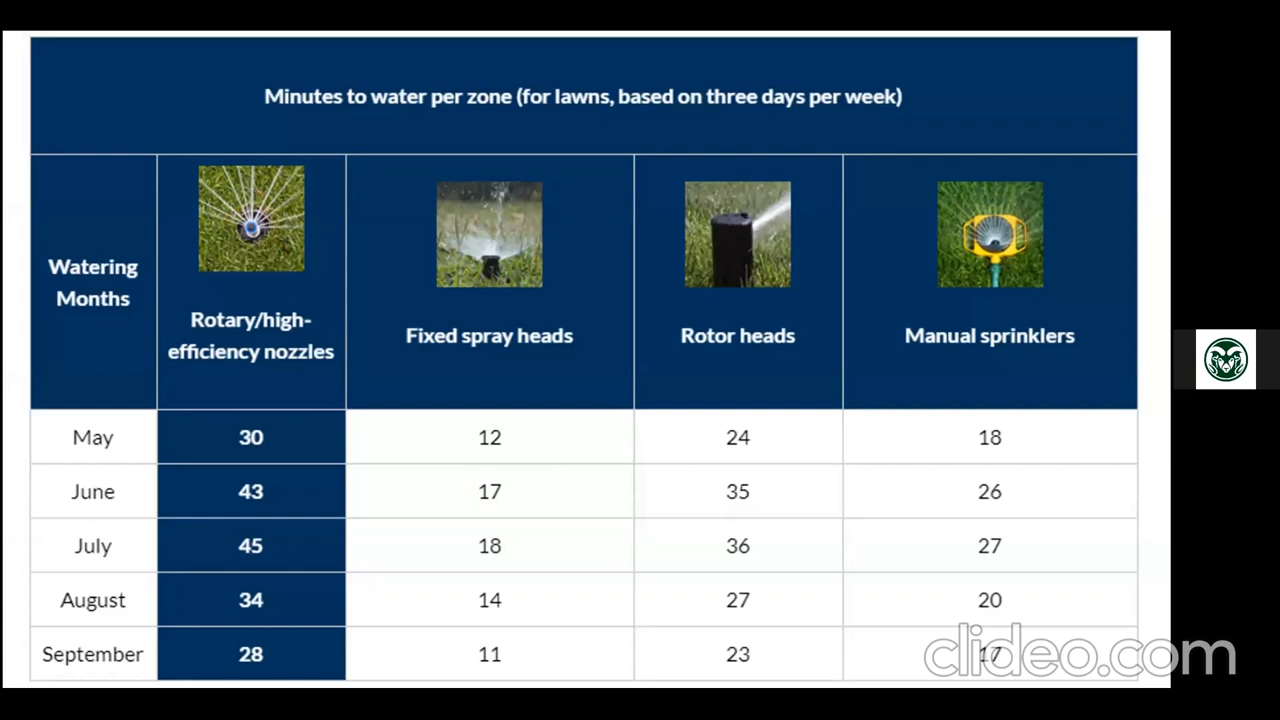 Minutes to water per zone (for lawns, based on three days per week)
Watering
Months
Rotary/high-
efficiency nozzles
Fixed spray heads
Rotor heads
Manual sprinklers
May 30 12 24 18
June 43 17 35 26
July 45 18 36 27
August 34 14 27 20
September 28 11 23 17
clideo.com